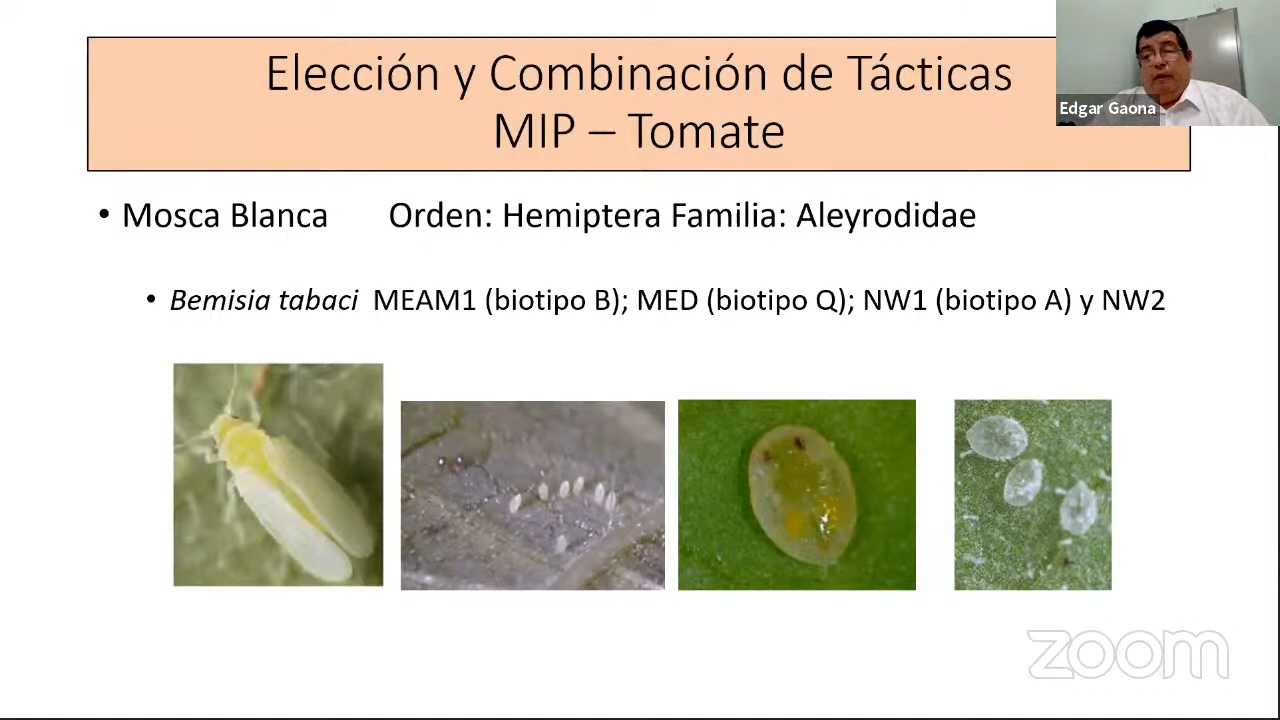 Elección y Combinación de Tácticas
MIP – Tomate
Edgar Gaona
• Mosca Blanca Orden: Hemiptera Familia: Aleyrodidae
• Bemisia tabaci MEAM1 (biotipo B); MED (biotipo Q); NW1 (biotipo A) y NW2
zoom